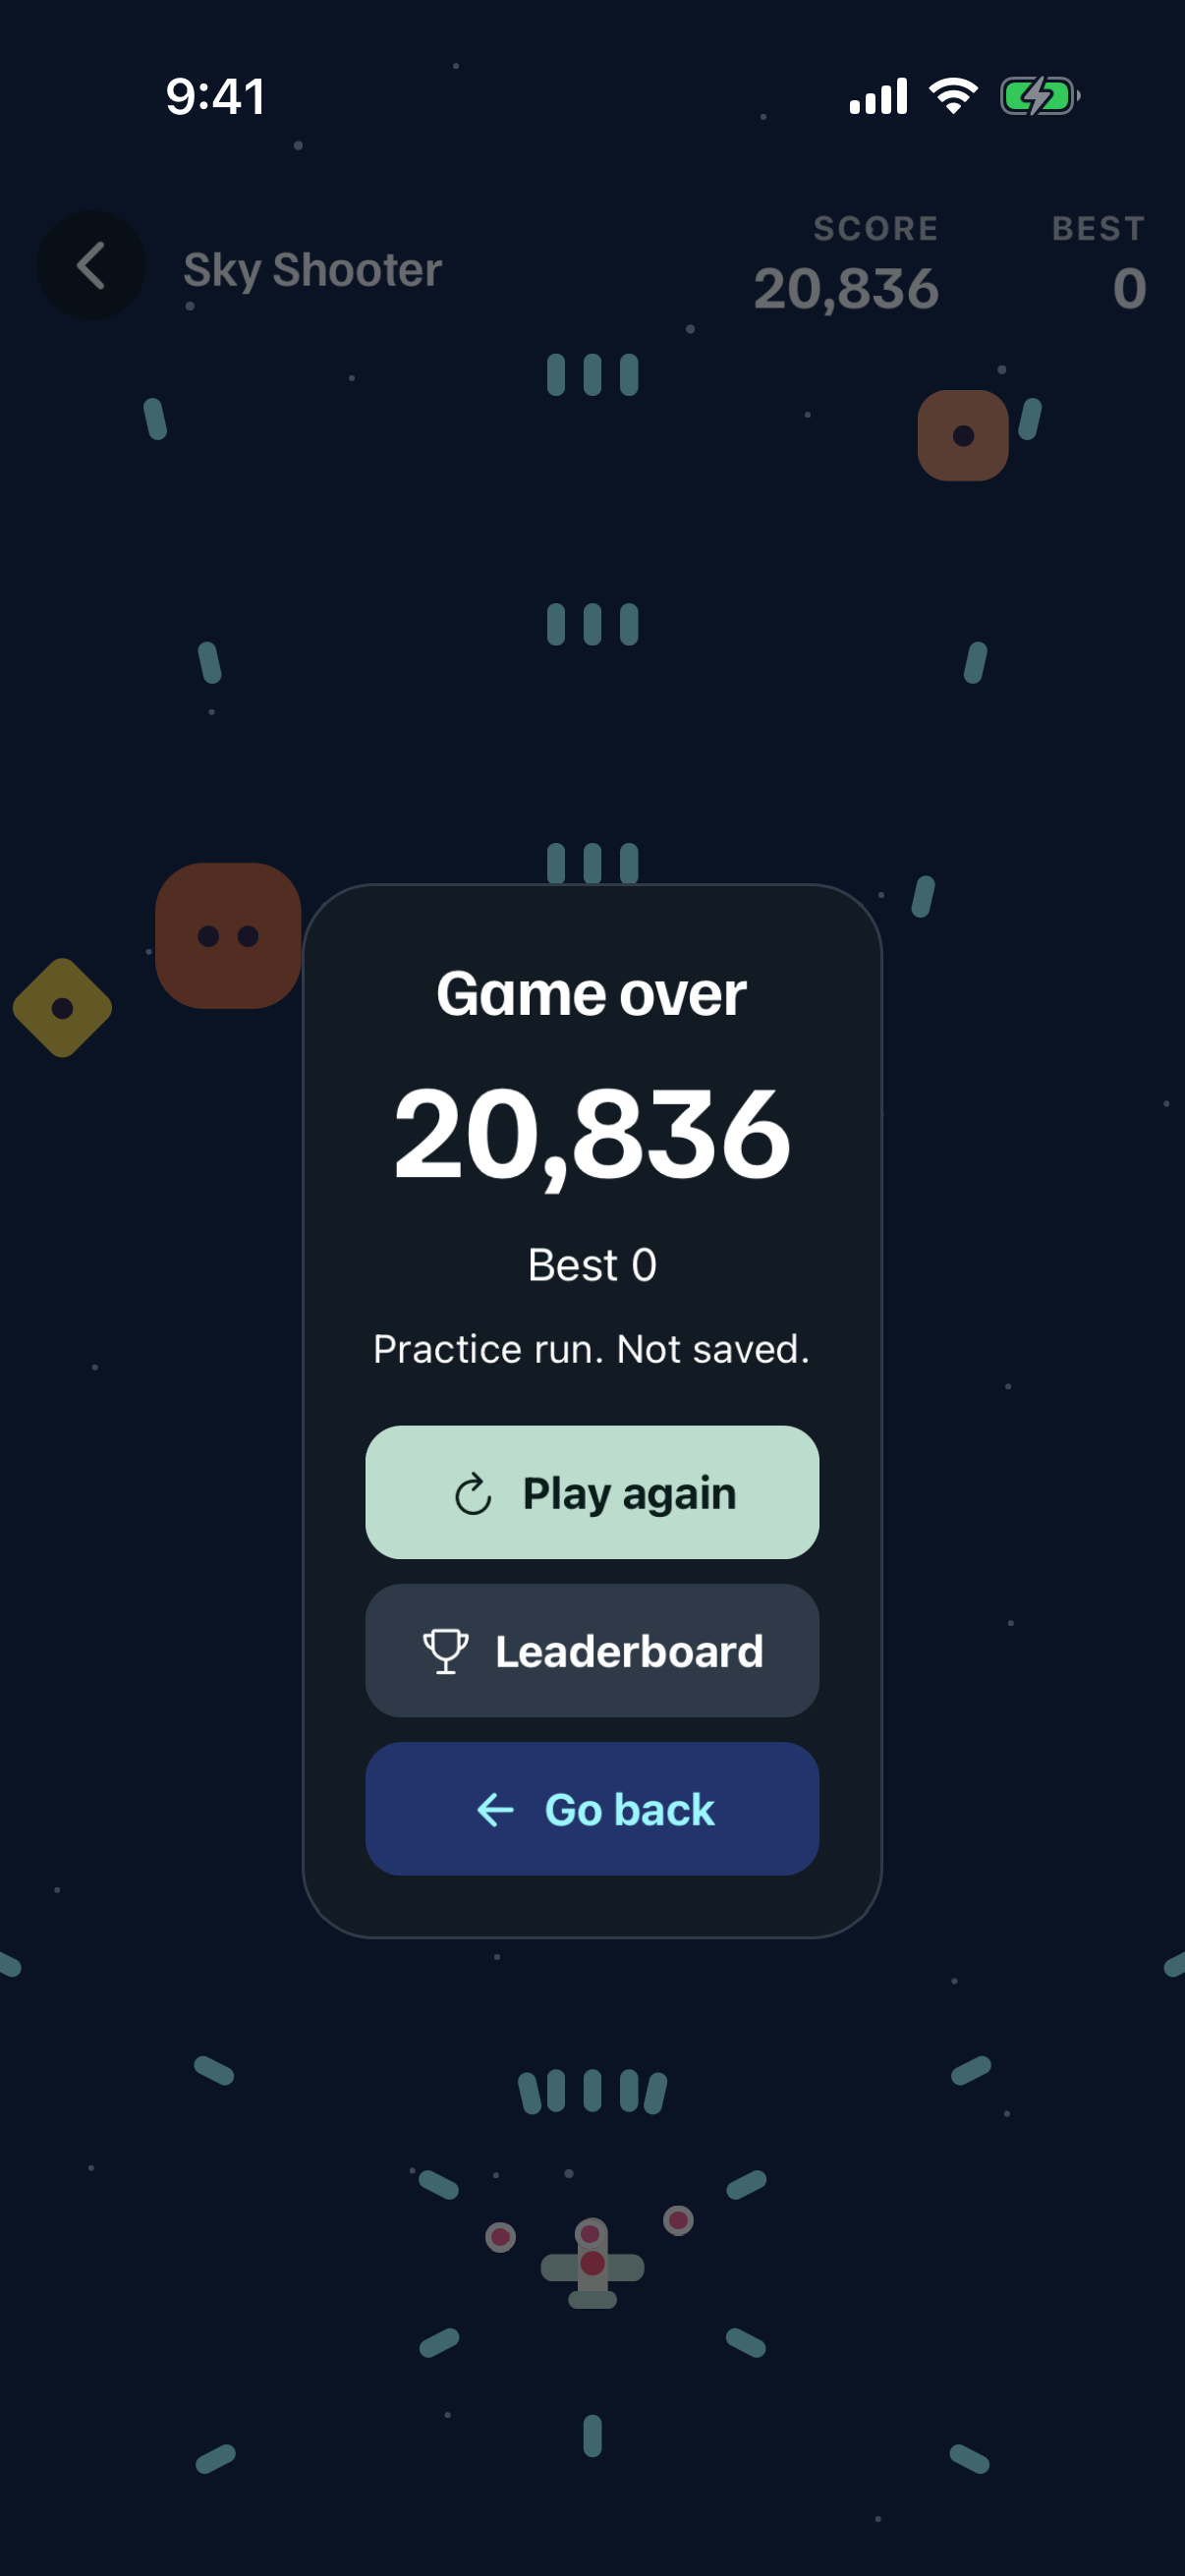 9:41
Sky Shooter
SCORE
20,836
BEST
0
Game over
20,836
Best 0
Practice run. Not saved.
Play again
Leaderboard
Go back